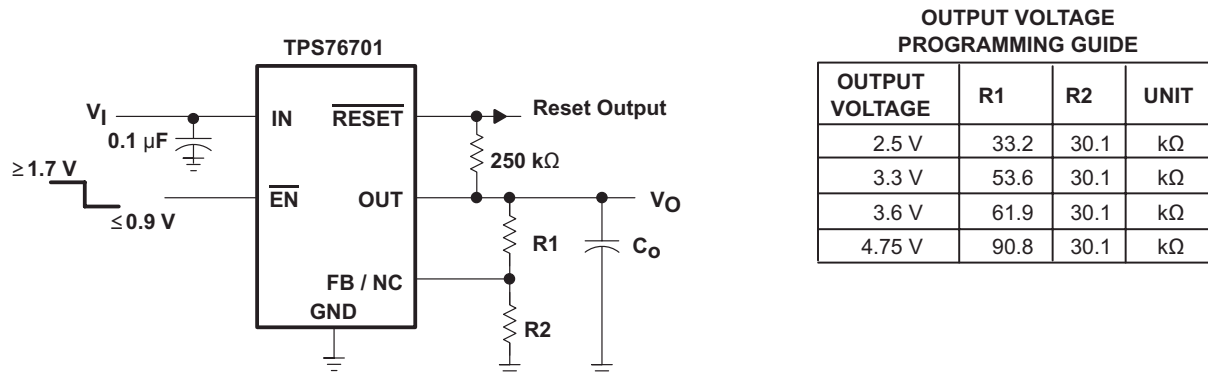 TPS76701
V_I
0.1 µF
IN
RESET
Reset Output
250 kΩ
≥1.7 V
≤0.9 V
EN
OUT
V_O
R1
C_o
FB / NC
GND
R2
OUTPUT VOLTAGE
PROGRAMMING GUIDE
OUTPUT VOLTAGE R1 R2 UNIT
2.5 V 33.2 30.1 kΩ
3.3 V 53.6 30.1 kΩ
3.6 V 61.9 30.1 kΩ
4.75 V 90.8 30.1 kΩ